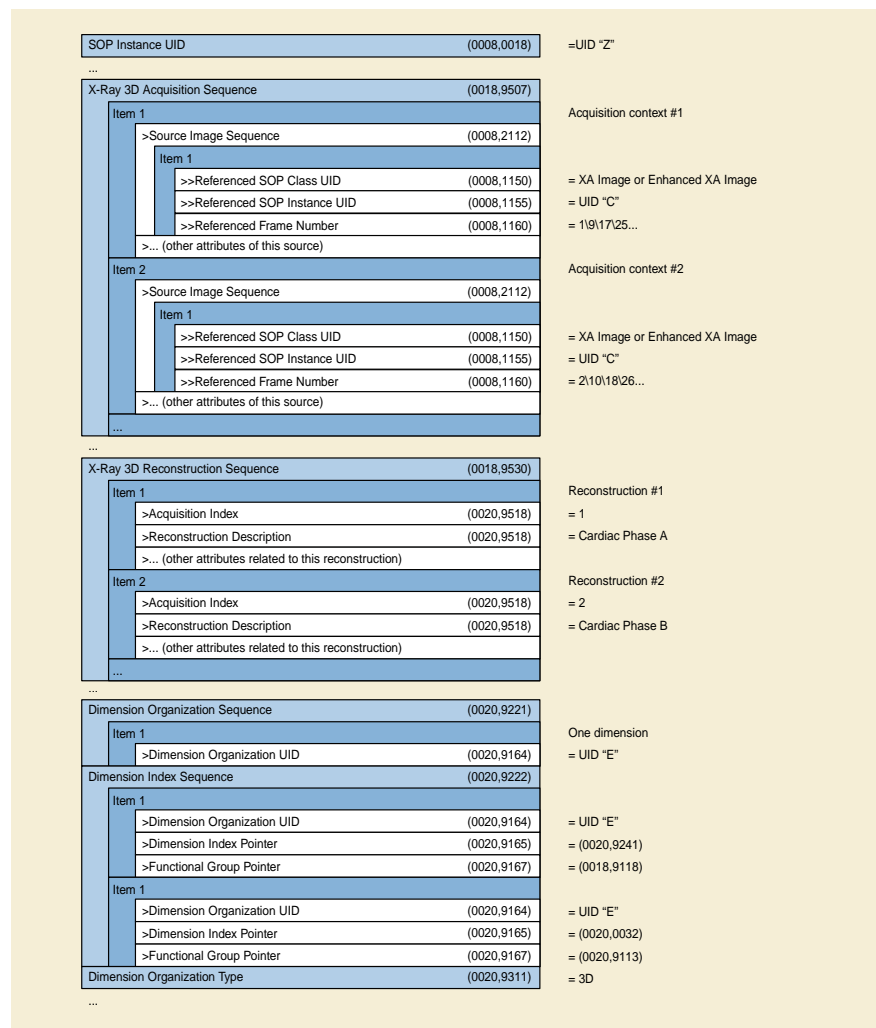 SOP Instance UID (0008,0018) =UID “Z”
...
X-Ray 3D Acquisition Sequence (0018,9507)
Item 1 Acquisition context #1
>Source Image Sequence (0008,2112)
Item 1
>>Referenced SOP Class UID (0008,1150) = XA Image or Enhanced XA Image
>>Referenced SOP Instance UID (0008,1155) = UID “C”
>>Referenced Frame Number (0008,1160) = 1\9\17\25...
>... (other attributes of this source)
Item 2 Acquisition context #2
>Source Image Sequence (0008,2112)
Item 1
>>Referenced SOP Class UID (0008,1150) = XA Image or Enhanced XA Image
>>Referenced SOP Instance UID (0008,1155) = UID “C”
>>Referenced Frame Number (0008,1160) = 2\10\18\26...
>... (other attributes of this source)
...
...
X-Ray 3D Reconstruction Sequence (0018,9530)
Item 1 Reconstruction #1
>Acquisition Index (0020,9518) = 1
>Reconstruction Description (0020,9518) = Cardiac Phase A
>... (other attributes related to this reconstruction)
Item 2 Reconstruction #2
>Acquisition Index (0020,9518) = 2
>Reconstruction Description (0020,9518) = Cardiac Phase B
>... (other attributes related to this reconstruction)
...
...
Dimension Organization Sequence (0020,9221)
Item 1 One dimension
>Dimension Organization UID (0020,9164) = UID “E”
Dimension Index Sequence (0020,9222)
Item 1
>Dimension Organization UID (0020,9164) = UID “E”
>Dimension Index Pointer (0020,9165) = (0020,9241)
>Functional Group Pointer (0020,9167) = (0018,9118)
Item 1
>Dimension Organization UID (0020,9164) = UID “E”
>Dimension Index Pointer (0020,9165) = (0020,0032)
>Functional Group Pointer (0020,9167) = (0020,9113)
Dimension Organization Type (0020,9311) = 3D
...